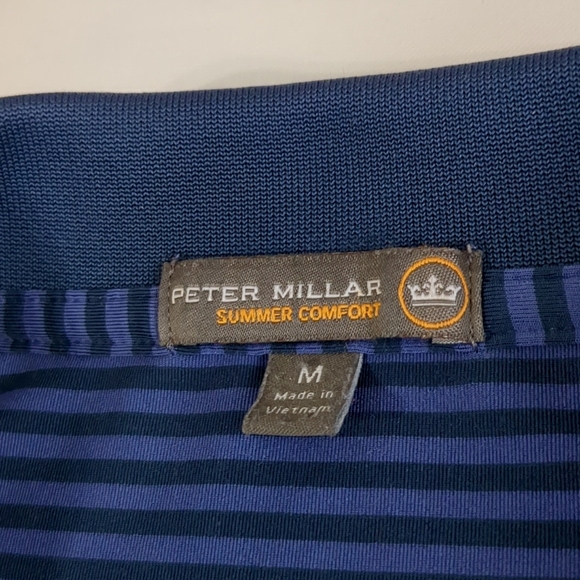 PETER MILLAR
SUMMER COMFORT
M
Made in
Vietnam